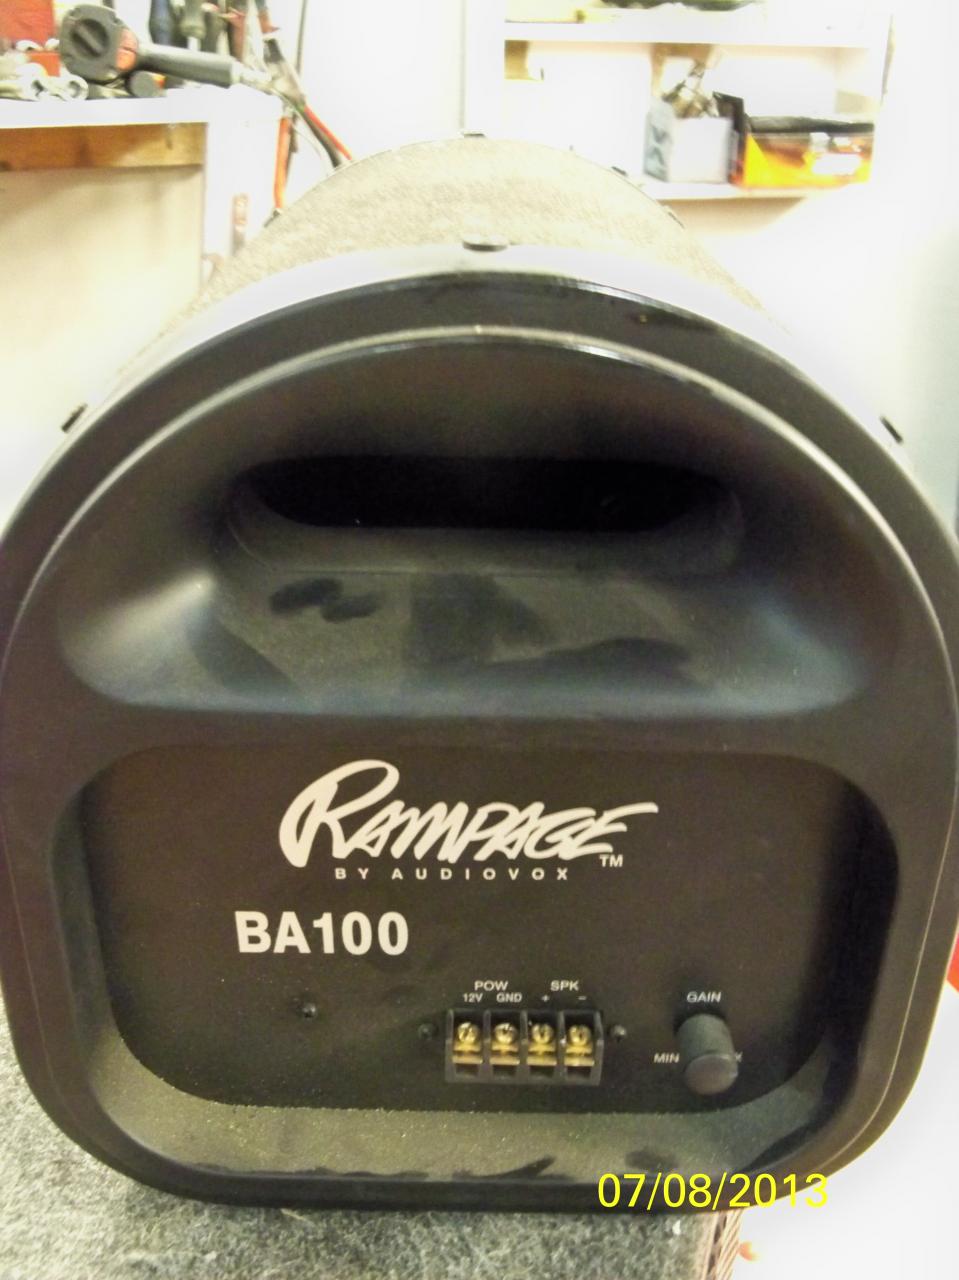 RAMPAGE™
BY AUDIOVOX
BA100
POW SPK
12V GND + −
GAIN
MIN
07/08/2013